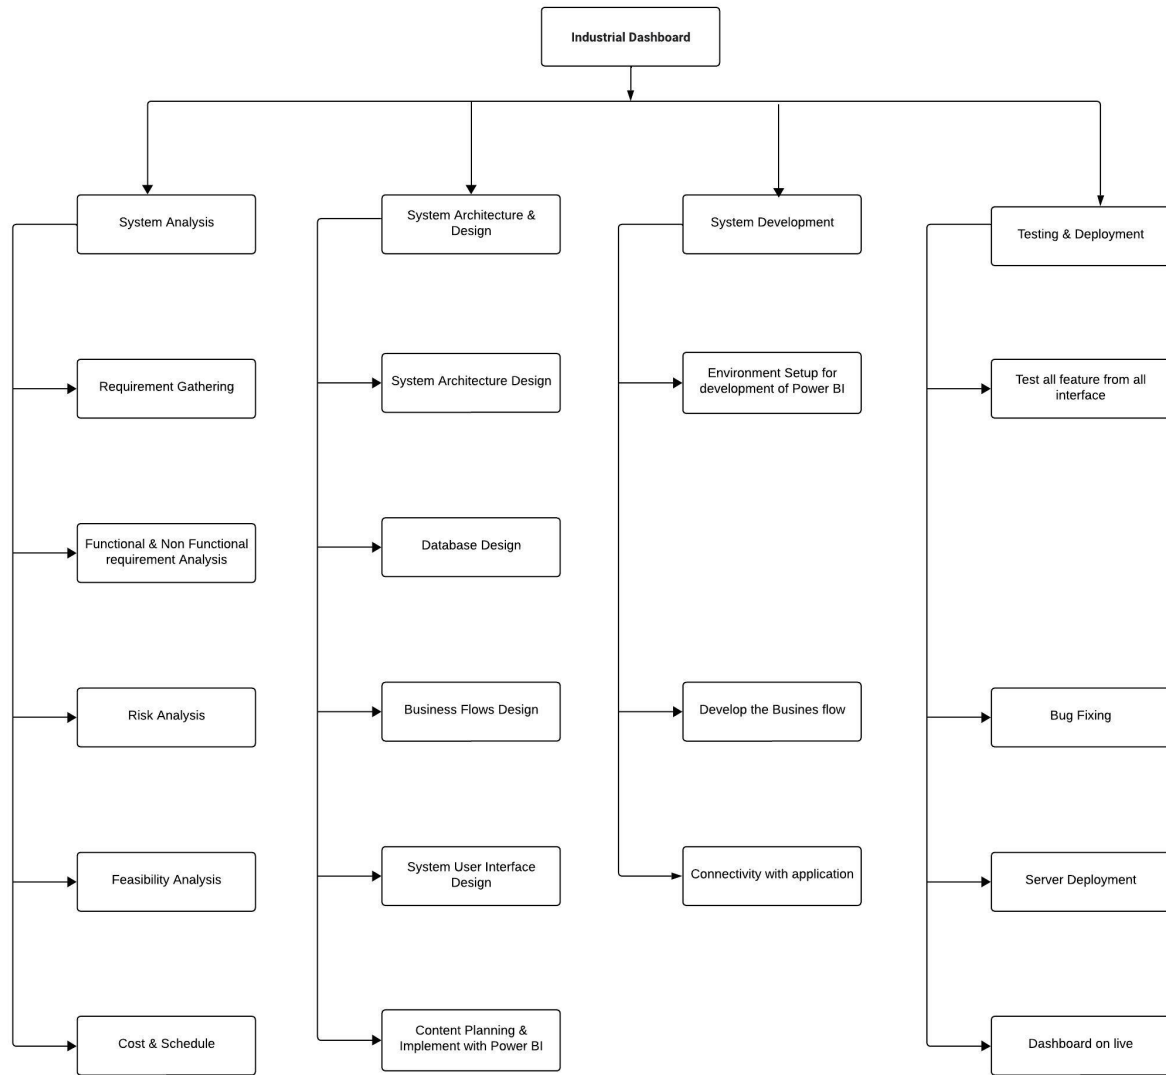 Industrial Dashboard
System Analysis
System Architecture &
Design
System Development
Testing & Deployment
Requirement Gathering
System Architecture Design
Environment Setup for
development of Power BI
Test all feature from all
interface
Functional & Non Functional
requirement Analysis
Database Design
Risk Analysis
Business Flows Design
Develop the Busines flow
Bug Fixing
Feasibility Analysis
System User Interface
Design
Connectivity with application
Server Deployment
Cost & Schedule
Content Planning &
Implement with Power BI
Dashboard on live